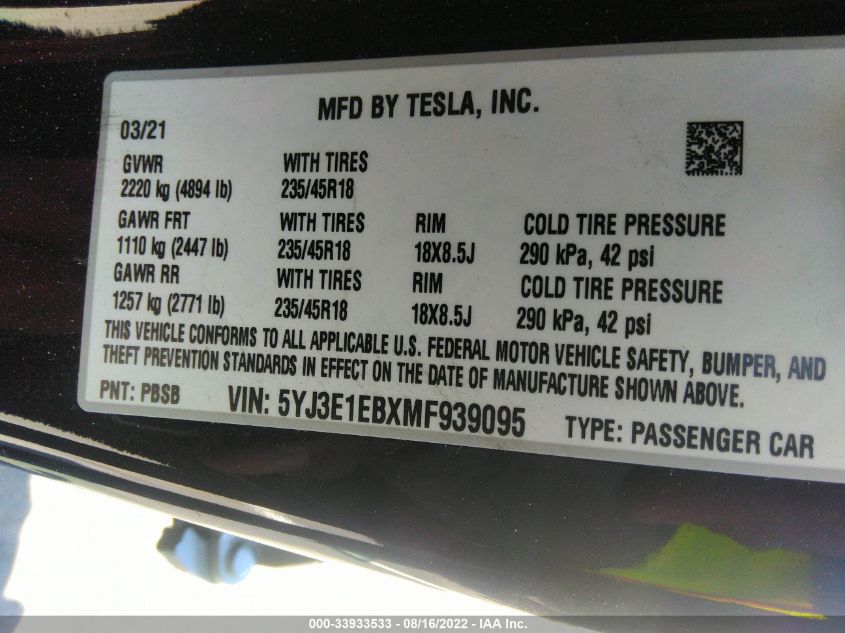 MFD BY TESLA, INC.
03/21
GVWR WITH TIRES
2220 kg (4894 lb) 235/45R18
GAWR FRT WITH TIRES RIM COLD TIRE PRESSURE
1110 kg (2447 lb) 235/45R18 18X8.5J 290 kPa, 42 psi
GAWR RR WITH TIRES RIM COLD TIRE PRESSURE
1257 kg (2771 lb) 235/45R18 18X8.5J 290 kPa, 42 psi
THIS VEHICLE CONFORMS TO ALL APPLICABLE U.S. FEDERAL MOTOR VEHICLE SAFETY, BUMPER, AND
THEFT PREVENTION STANDARDS IN EFFECT ON THE DATE OF MANUFACTURE SHOWN ABOVE.
PNT: PBSB VIN: 5YJ3E1EBXMF939095 TYPE: PASSENGER CAR
000-33933533 - 08/16/2022 - IAA Inc.